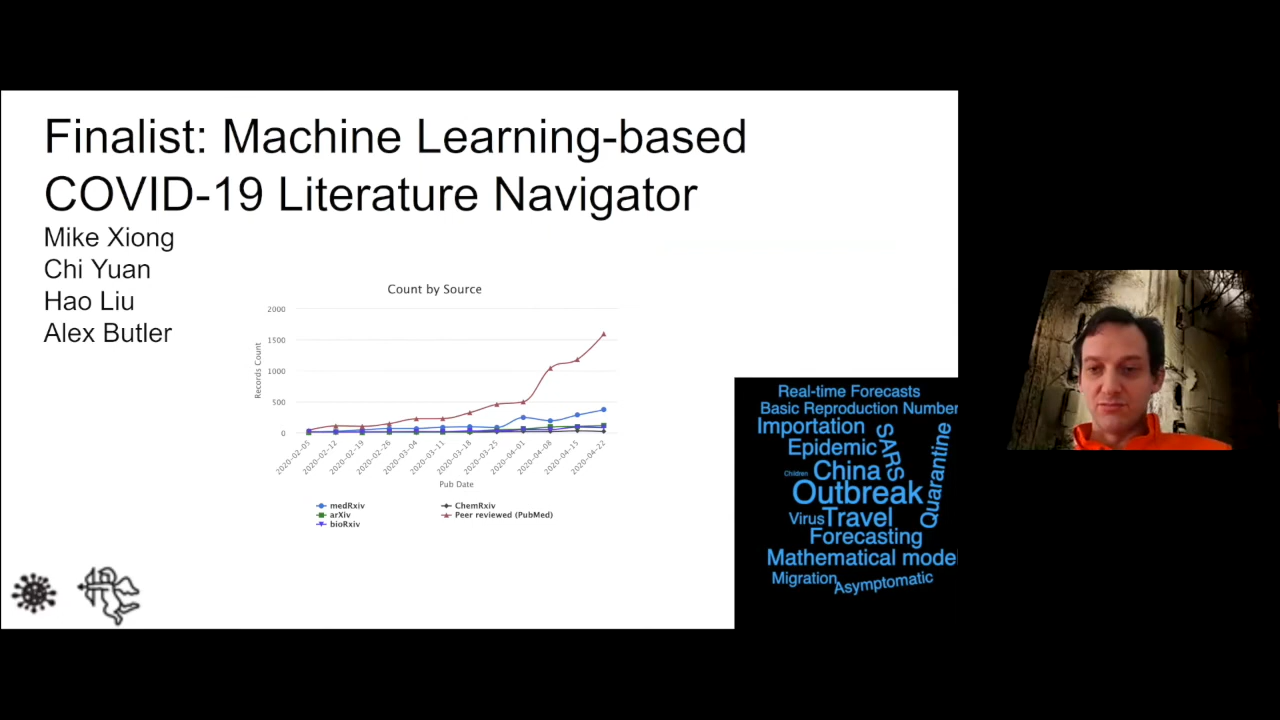 Finalist: Machine Learning-based
COVID-19 Literature Navigator
Mike Xiong
Chi Yuan
Hao Liu
Alex Butler
Count by Source
2000
1500
1000
500
0
Records Count
2020-02-05
2020-02-12
2020-02-19
2020-02-26
2020-03-04
2020-03-11
2020-03-18
2020-03-25
2020-04-01
2020-04-08
2020-04-15
2020-04-22
Pub Date
medRxiv
arXiv
bioRxiv
ChemRxiv
Peer reviewed (PubMed)
Real-time Forecasts
Basic Reproduction Number
Importation
SARS
Quarantine
Epidemic
Children
China
Outbreak
Virus
Travel
Forecasting
Mathematical mode
Migration
Asymptomatic